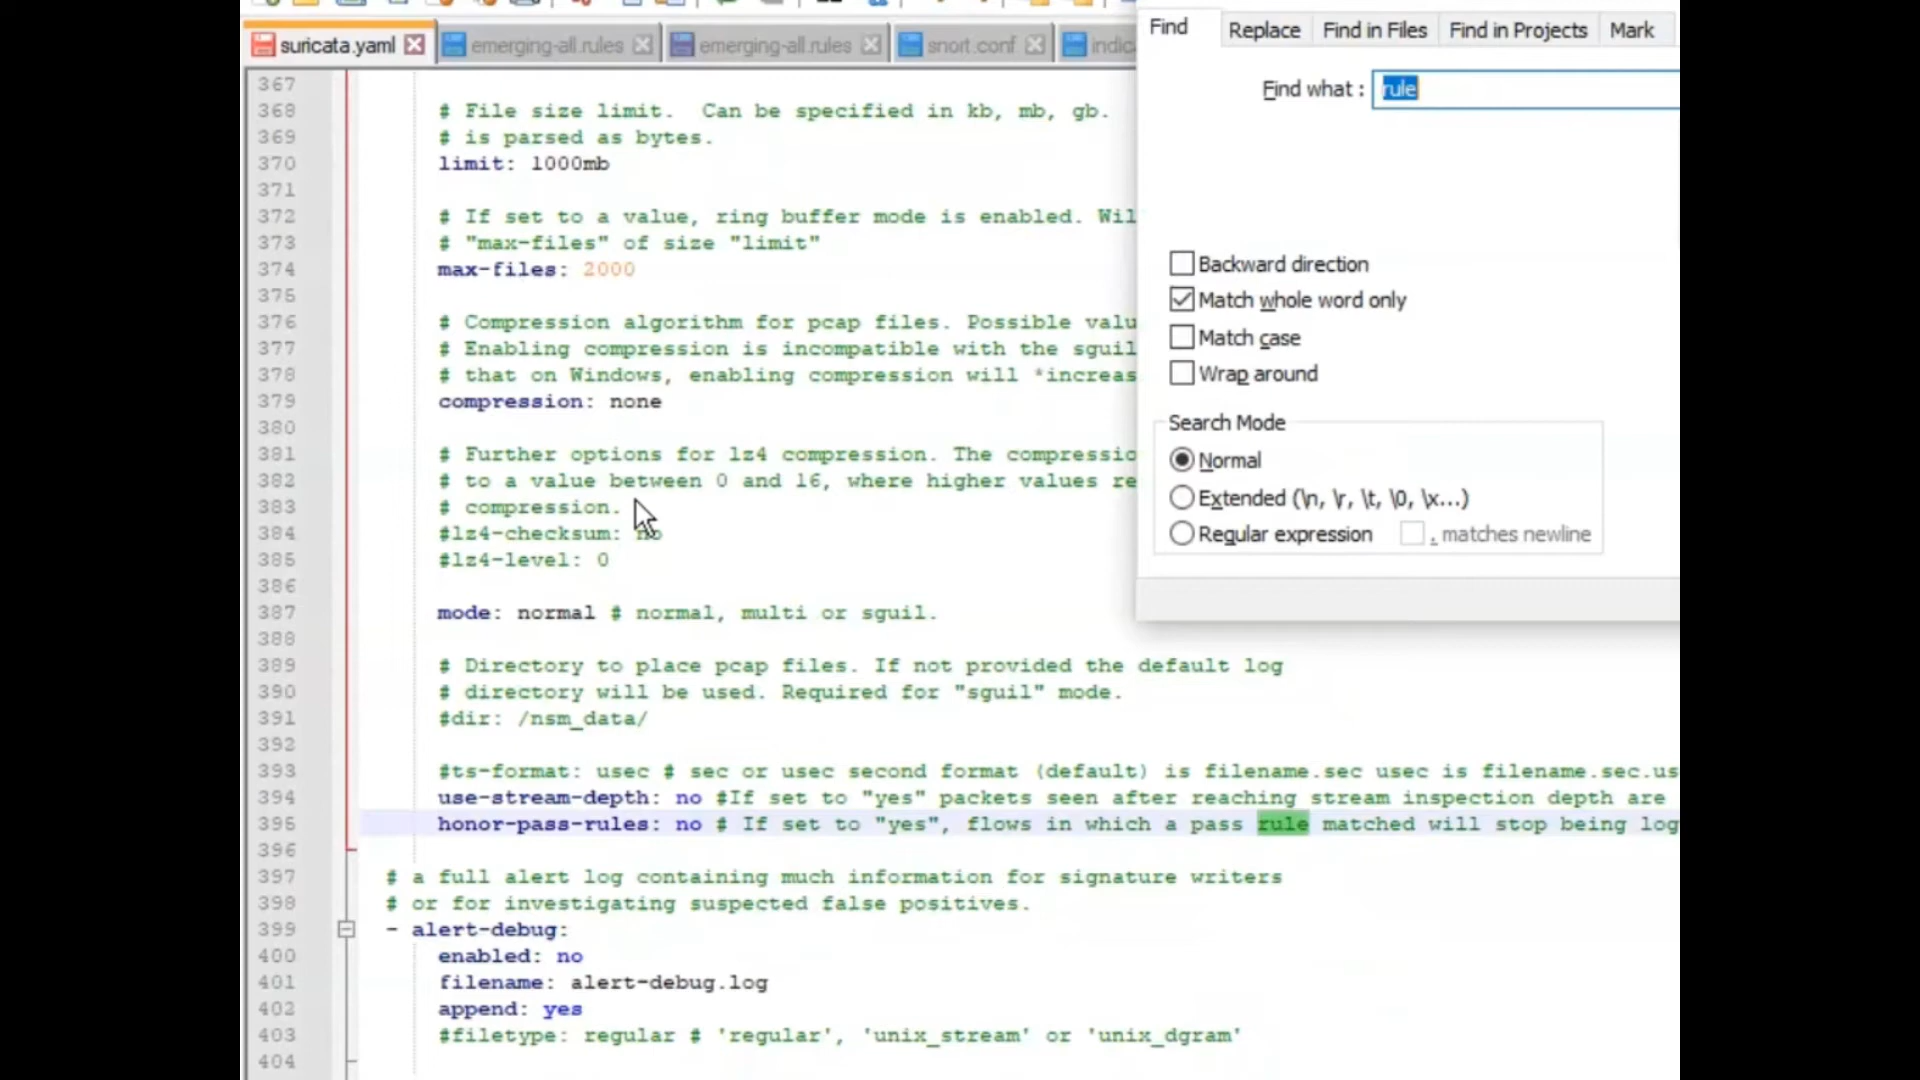 suricata.yaml emerging-all.rules emerging-all.rules snort.conf indic
Find Replace Find in Files Find in Projects Mark
Find what : rule
Backward direction
Match whole word only
Match case
Wrap around
Search Mode
Normal
Extended (\n, \r, \t, \0, \x...)
Regular expression . matches newline
367
368 # File size limit. Can be specified in kb, mb, gb.
369 # is parsed as bytes.
370 limit: 1000mb
371
372 # If set to a value, ring buffer mode is enabled. Wil
373 # "max-files" of size "limit"
374 max-files: 2000
375
376 # Compression algorithm for pcap files. Possible valu
377 # Enabling compression is incompatible with the sguil
378 # that on Windows, enabling compression will *increas
379 compression: none
380
381 # Further options for lz4 compression. The compressio
382 # to a value between 0 and 16, where higher values re
383 # compression.
384 #lz4-checksum: no
385 #lz4-level: 0
386
387 mode: normal # normal, multi or sguil.
388
389 # Directory to place pcap files. If not provided the default log
390 # directory will be used. Required for "sguil" mode.
391 #dir: /nsm_data/
392
393 #ts-format: usec # sec or usec second format (default) is filename.sec usec is filename.sec.us
394 use-stream-depth: no #If set to "yes" packets seen after reaching stream inspection depth are
395 honor-pass-rules: no # If set to "yes", flows in which a pass rule matched will stop being log
396
397 # a full alert log containing much information for signature writers
398 # or for investigating suspected false positives.
399 - alert-debug:
400 enabled: no
401 filename: alert-debug.log
402 append: yes
403 #filetype: regular # 'regular', 'unix_stream' or 'unix_dgram'
404